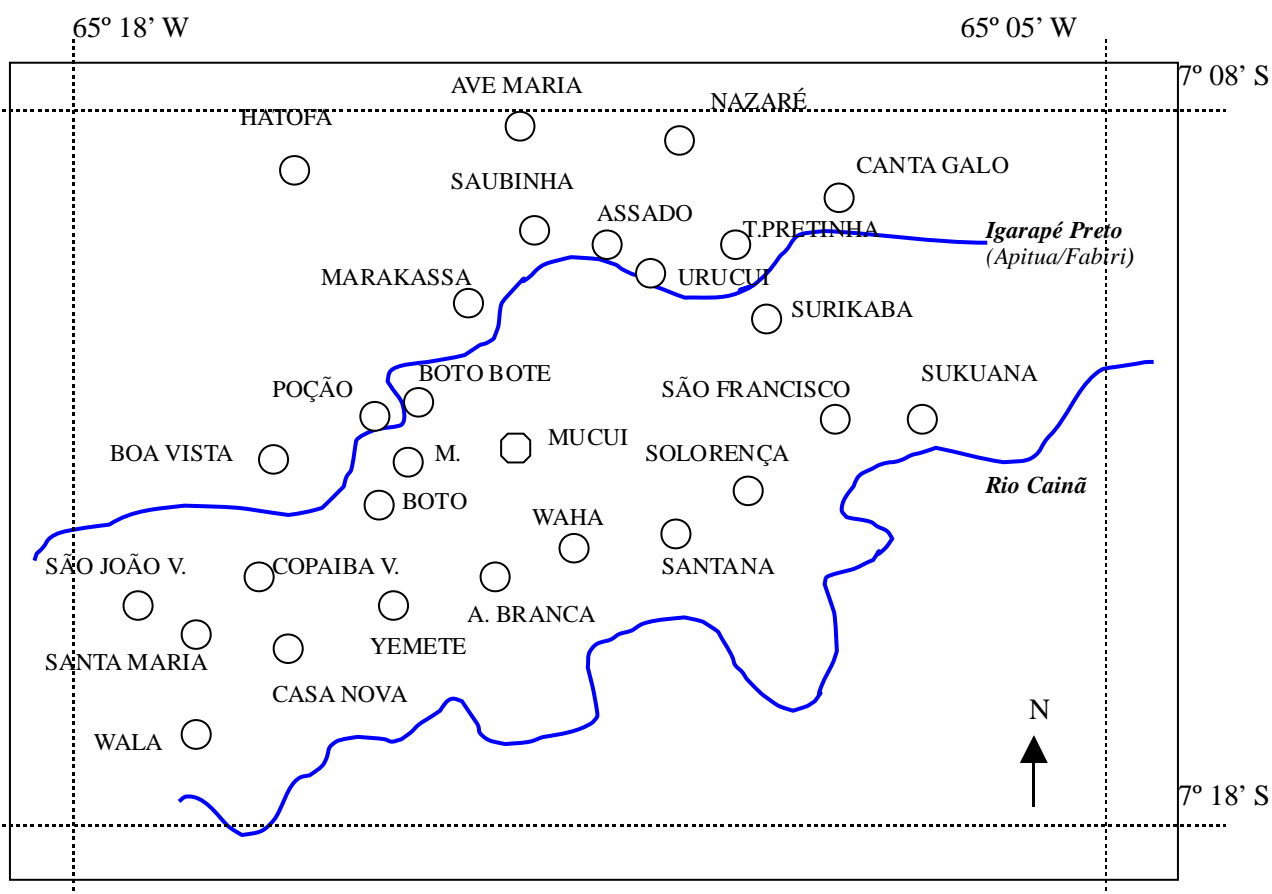 65º 18’ W
65º 05’ W
7º 08’ S
AVE MARIA
NAZARÉ
HATOFA
CANTA GALO
SAUBINHA
ASSADO
T.PRETINHA
Igarapé Preto
(Apitua/Fabiri)
MARAKASSA
URUCUI
SURIKABA
BOTO BOTE
POÇÃO
SÃO FRANCISCO
SUKUANA
MUCUI
BOA VISTA
M.
SOLORENÇA
Rio Cainã
BOTO
WAHA
SÃO JOÃO V.
COPAIBA V.
SANTANA
A. BRANCA
YEMETE
SANTA MARIA
CASA NOVA
N
WALA
7º 18’ S